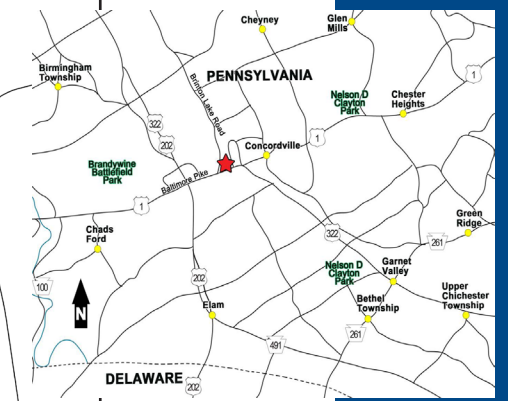 Cheyney
Glen
Mills
Birmingham
Township
PENNSYLVANIA
1
Brinton Lake Road
Nelson D
Clayton
Park
Chester
Heights
322
202
1
Concordville
Brandywine
Battlefield
Park
Baltimore Pike
1
Green
Ridge
Chads
Ford
322
261
100
202
Nelson D
Clayton
Park
Garnet
Valley
N
Elam
Bethel
Township
Upper
Chichester
Township
261
491
DELAWARE
202